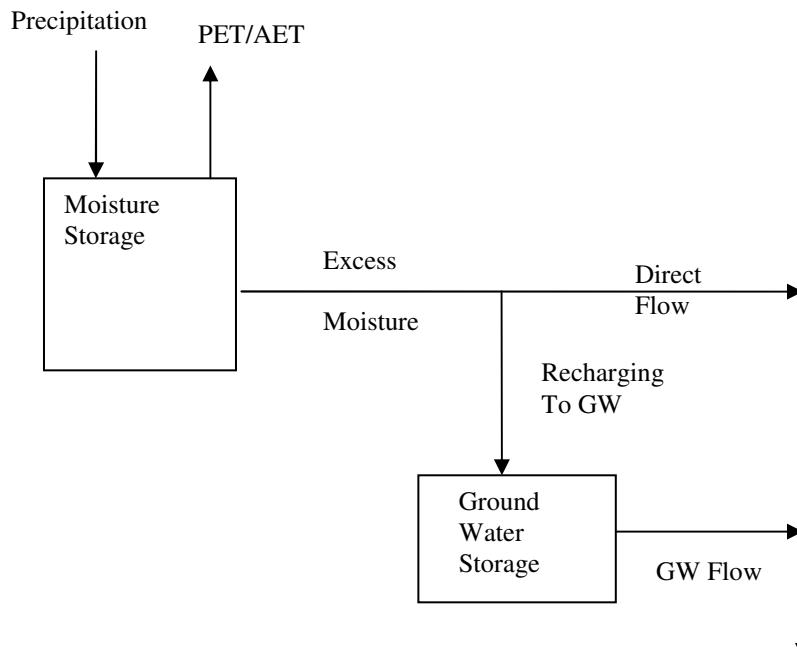 Precipitation
PET/AET
Moisture
Storage
Excess
Moisture
Direct
Flow
Recharging
To GW
Ground
Water
Storage
GW Flow